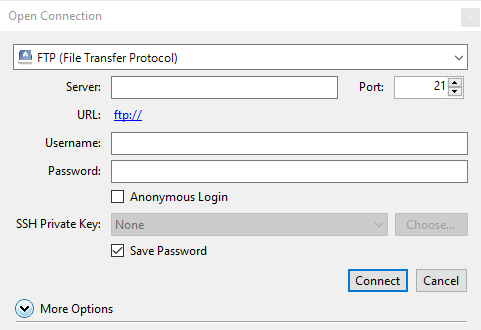 Open Connection
x
FTP (File Transfer Protocol)
Server: Port: 21
URL: ftp://
Username:
Password:
Anonymous Login
SSH Private Key: None Choose...
Save Password
Connect Cancel
More Options